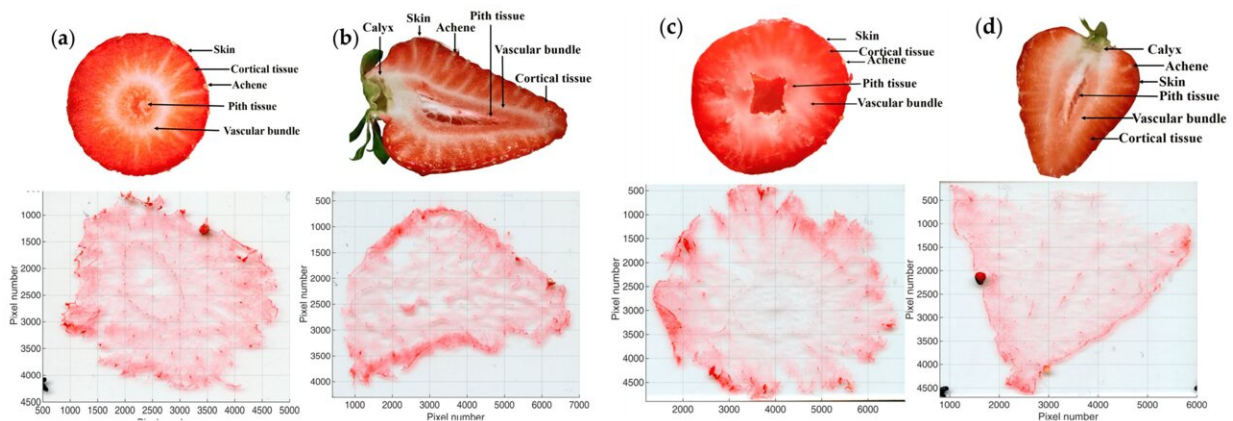 (a)
Skin
Cortical tissue
Achene
Pith tissue
Vascular bundle
(b)
Calyx
Skin
Achene
Pith tissue
Vascular bundle
Cortical tissue
(c)
Skin
Cortical tissue
Achene
Pith tissue
Vascular bundle
(d)
Calyx
Achene
Skin
Pith tissue
Vascular bundle
Cortical tissue
Pixel number
1000
1500
2000
2500
3000
3500
4000
4500
500 1000 1500 2000 2500 3000 3500 4000 4500 5000
Pixel number
1000
1500
2000
2500
3000
3500
4000
1000 2000 3000 4000 5000 6000 7000
Pixel number
Pixel number
500
1000
1500
2000
2500
3000
3500
4000
4500
2000 3000 4000 5000 6000
Pixel number
Pixel number
500
1000
1500
2000
2500
3000
3500
4000
4500
1000 2000 3000 4000 5000 6000
Pixel number